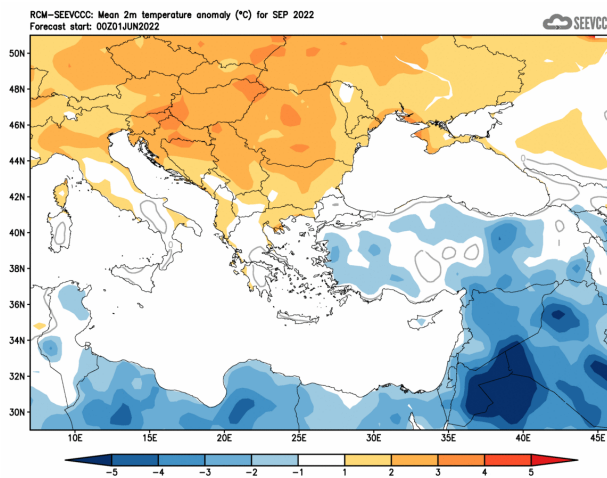 RCM-SEEVCCC: Mean 2m temperature anomaly (°C) for SEP 2022
Forecast start: 00Z01JUN2022
SEEVCC
50N
48N
46N
44N
42N
40N
38N
36N
34N
32N
30N
10E 15E 20E 25E 30E 35E 40E 45E
-5 -4 -3 -2 -1 1 2 3 4 5